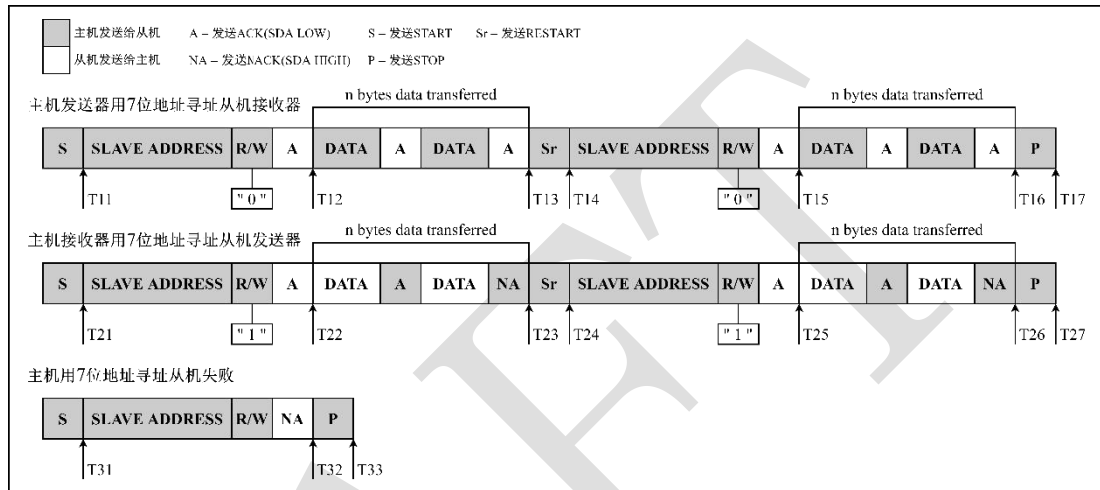 主机发送给从机 A – 发送ACK(SDA LOW) S – 发送START Sr – 发送RESTART
从机发送给主机 NA – 发送NACK(SDA HIGH) P – 发送STOP
主机发送器用7位地址寻址从机接收器
n bytes data transferred n bytes data transferred
S SLAVE ADDRESS R/W A DATA A DATA A Sr SLAVE ADDRESS R/W A DATA A DATA A P
T11 "0" T12 T13 T14 "0" T15 T16 T17
主机接收器用7位地址寻址从机发送器
n bytes data transferred n bytes data transferred
S SLAVE ADDRESS R/W A DATA A DATA NA Sr SLAVE ADDRESS R/W A DATA A DATA NA P
T21 "1" T22 T23 T24 "1" T25 T26 T27
主机用7位地址寻址从机失败
S SLAVE ADDRESS R/W NA P
T31 T32 T33